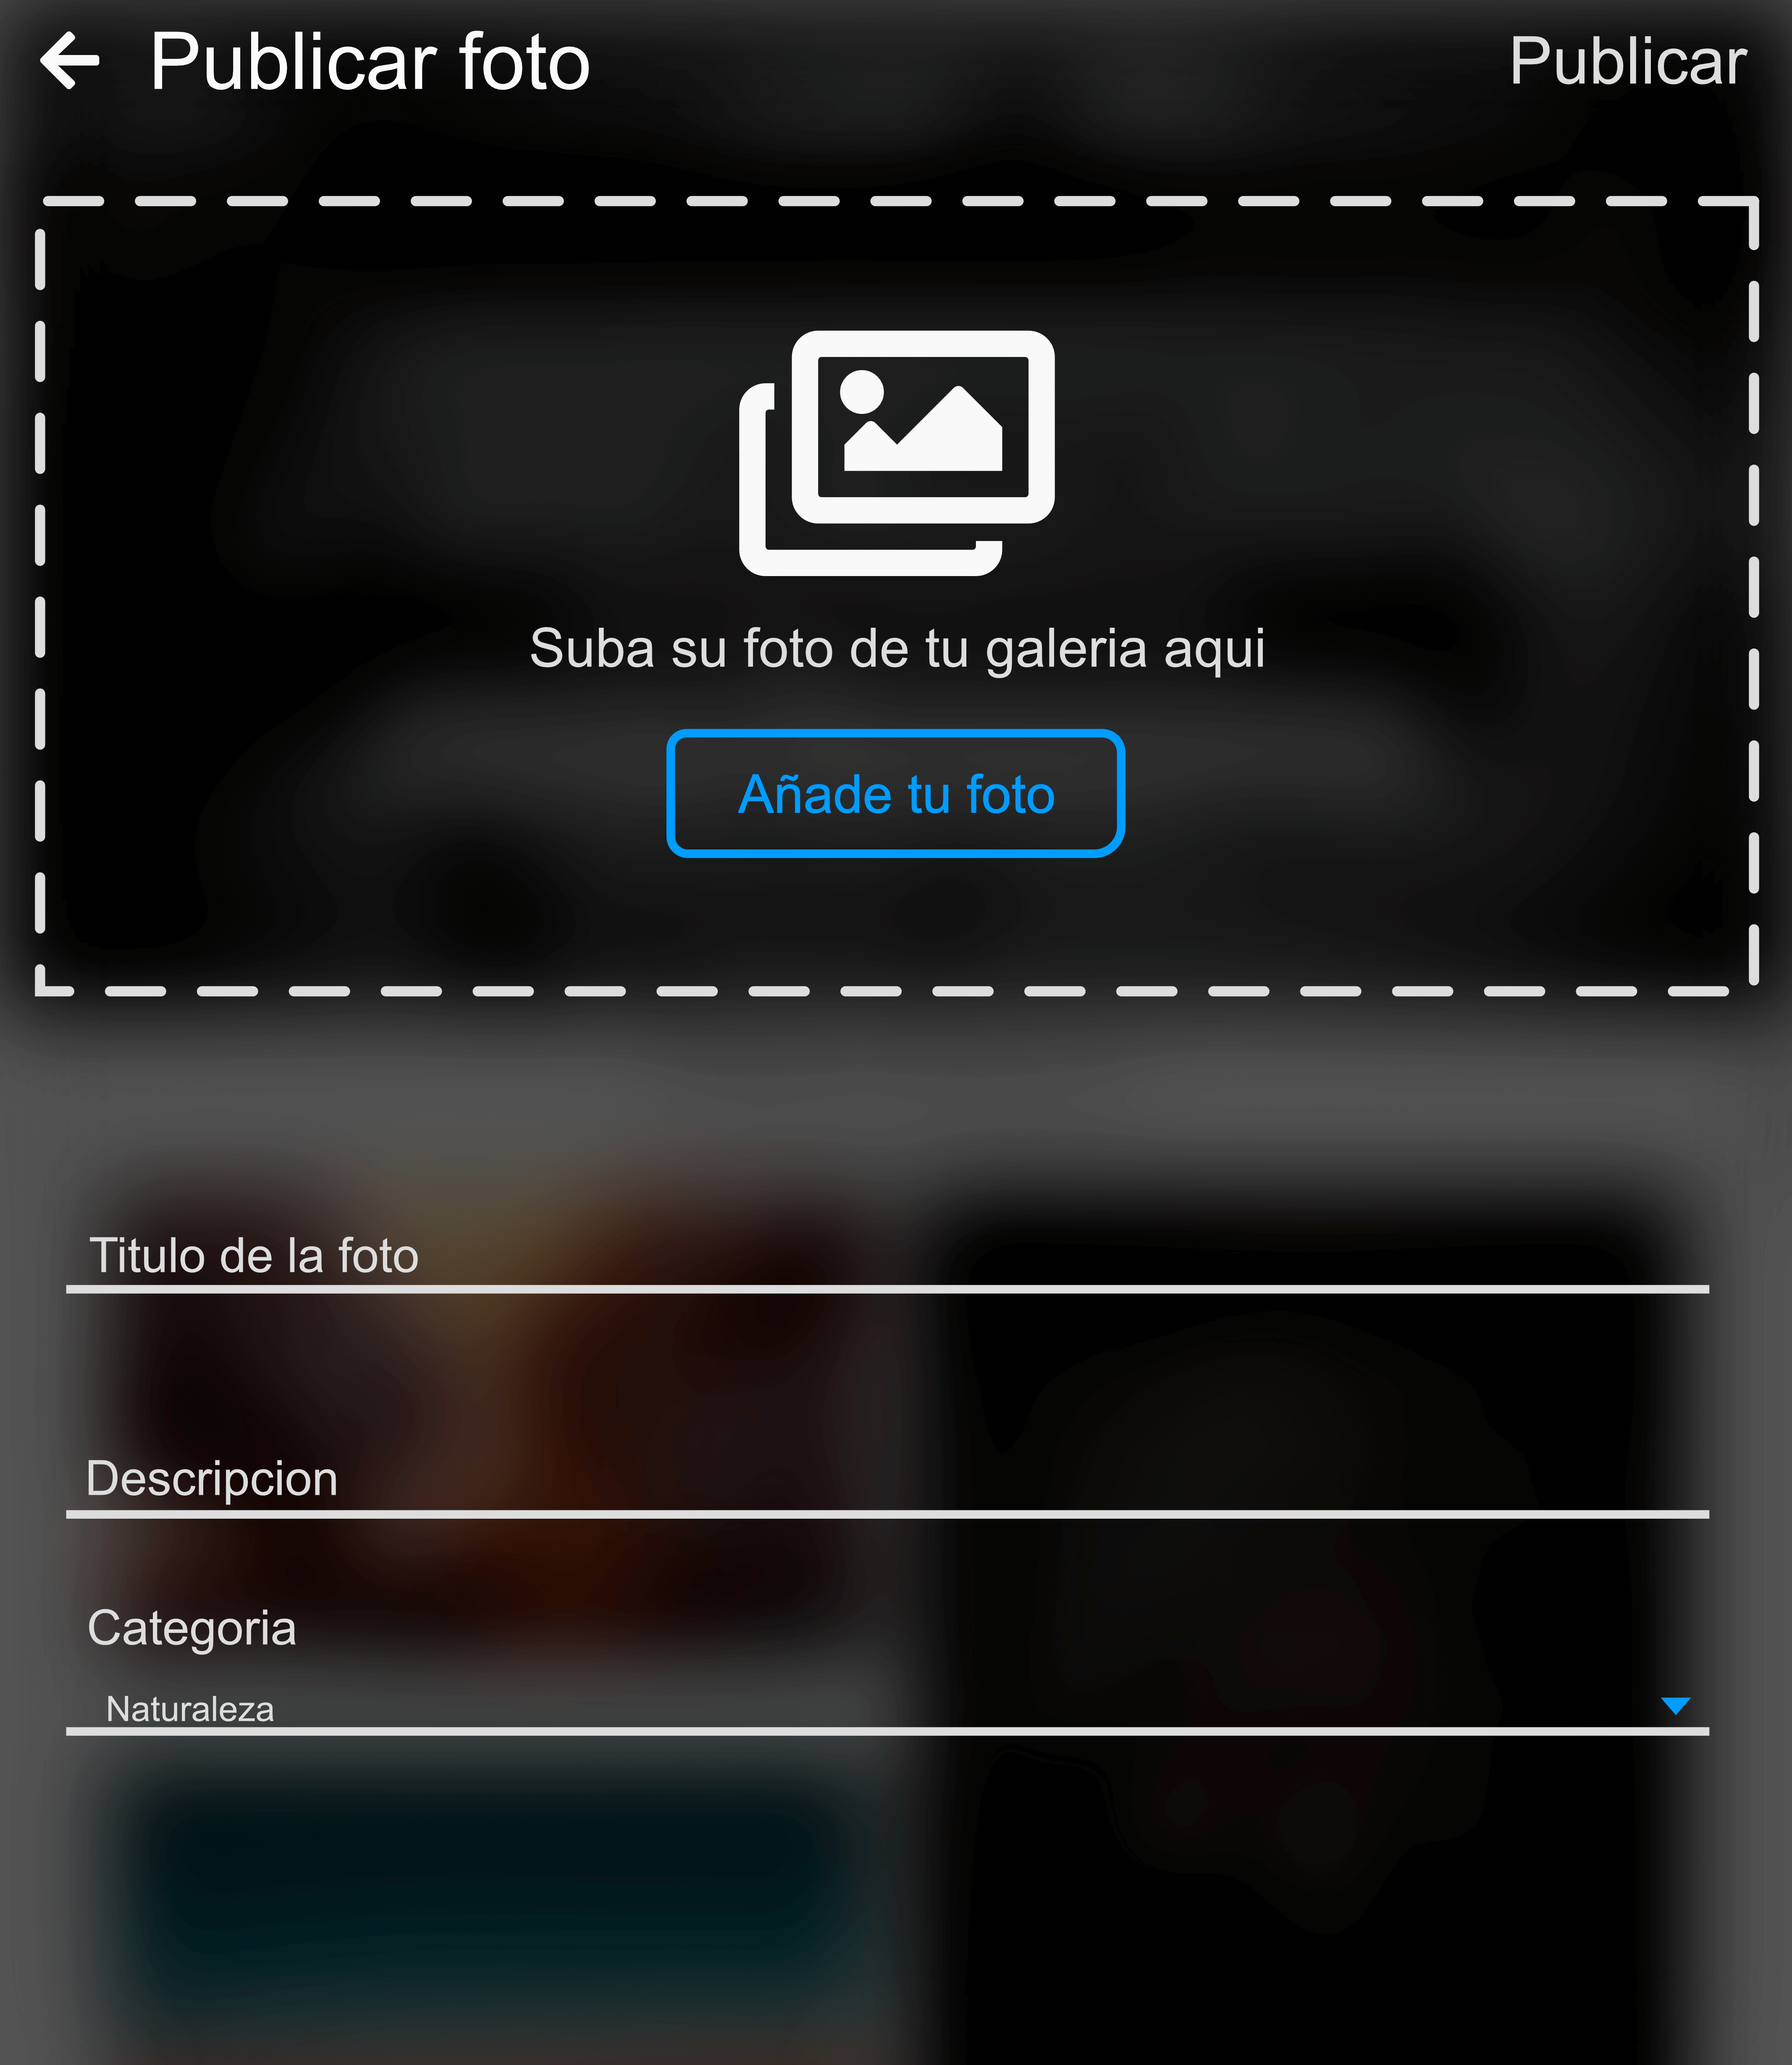 Publicar foto
Publicar
Suba su foto de tu galeria aqui
Añade tu foto
Titulo de la foto
Descripcion
Categoria
Naturaleza